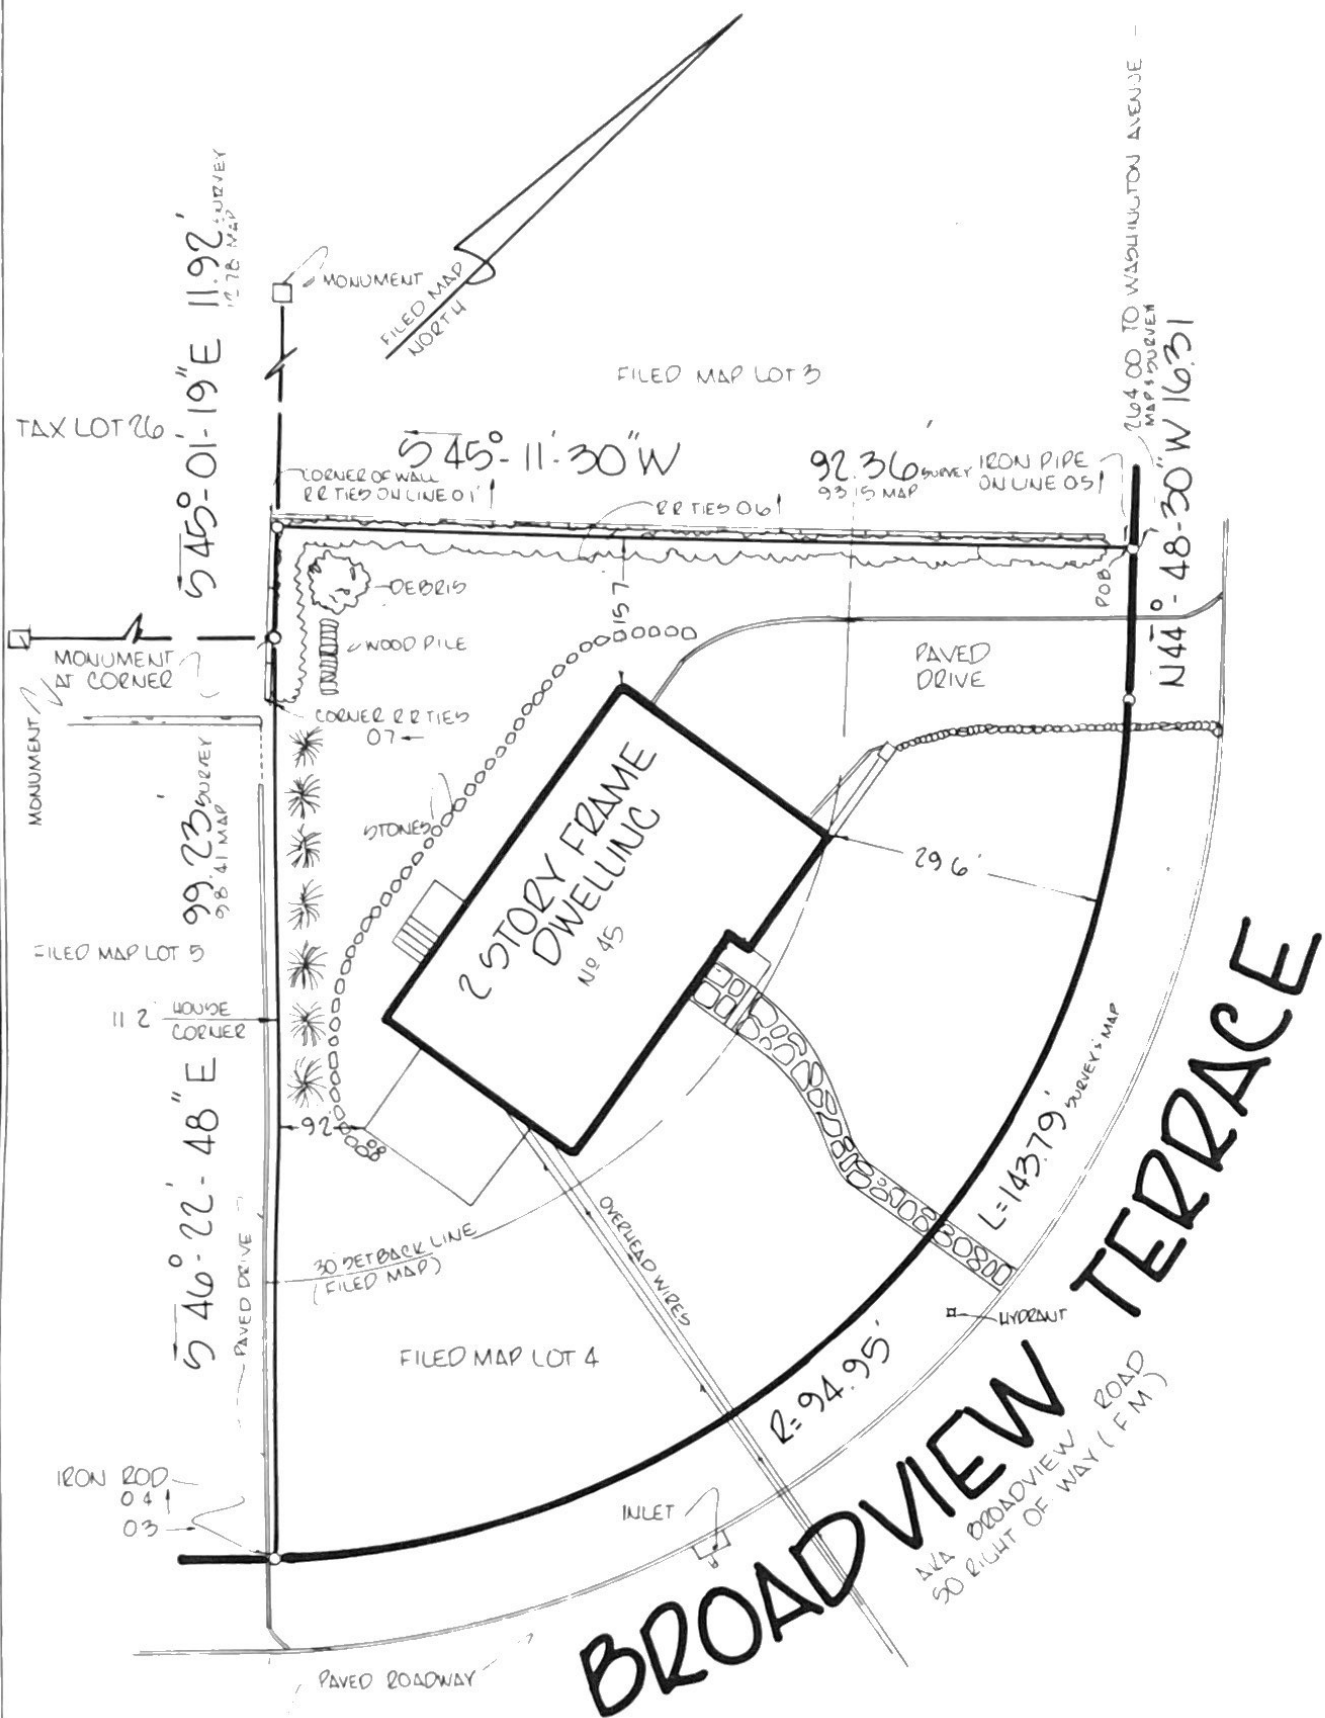 MONUMENT
FILED MAP
NORTH
S 45°-01'-19"E 11.92' SURVEY
12.78 MAP
264.00 TO WASHINGTON AVENUE
MAP & SURVEY
N44°-48'-30"W 16.31
FILED MAP LOT 3
TAX LOT 26
S 45°-11'-30"W
92.36' SURVEY
93.15 MAP
IRON PIPE
ON LINE 0.5
CORNER OF WALL
RR TIES ON LINE 0.1'
RR TIES 0.6
POB
DEBRIS
15.7
WOOD PILE
MONUMENT
AT CORNER
MONUMENT
PAVED
DRIVE
CORNER RR TIES
0.7
STONES
2 STORY FRAME
DWELLING
Nº 45
29.6'
S 46°-22'-48"E 99.23' SURVEY
98.41 MAP
FILED MAP LOT 5
11.2' HOUSE
CORNER
9.2
L=143.79' SURVEY & MAP
30' SETBACK LINE
(FILED MAP)
OVERHEAD WIRES
PAVED DRIVE
HYDRANT
FILED MAP LOT 4
R=94.95'
IRON ROD
0.4
0.3
INLET
BROADVIEW TERRACE
AKA BROADVIEW ROAD
50' RIGHT OF WAY (F M)
PAVED ROADWAY